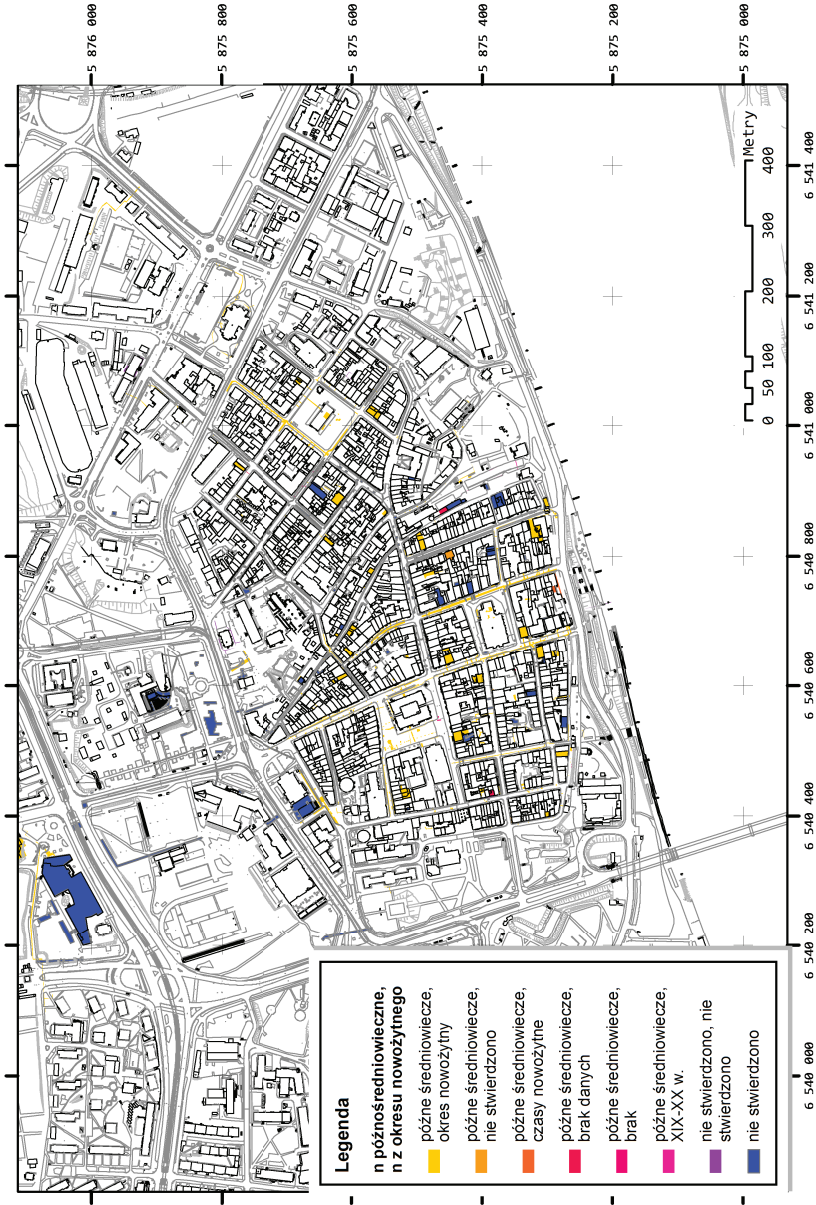 5 876 000
5 875 800
5 875 600
5 875 400
5 875 200
5 875 000
6 541 400
6 541 200
6 541 000
6 540 800
6 540 600
6 540 400
6 540 200
6 540 000
Metry
0 50 100 200 300 400
Legenda
n późnośredniowieczne,
n z okresu nowożytnego
późne średniowiecze,
okres nowożytny
późne średniowiecze,
nie stwierdzono
późne średniowiecze,
czasy nowożytne
późne średniowiecze,
brak danych
późne średniowiecze,
brak
późne średniowiecze,
XIX-XX w.
nie stwierdzono, nie
stwierdzono
nie stwierdzono